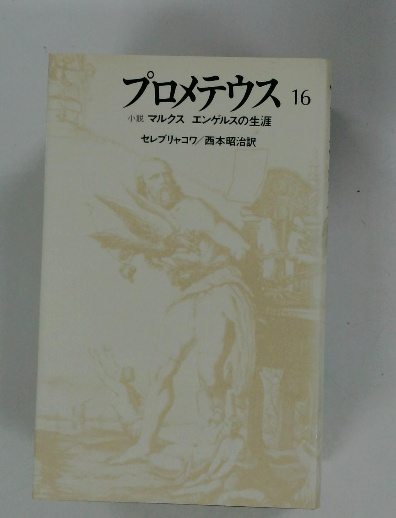 プロメテウス 16
小説 マルクス エンゲルスの生涯
セレブリャコワ/西本昭治訳